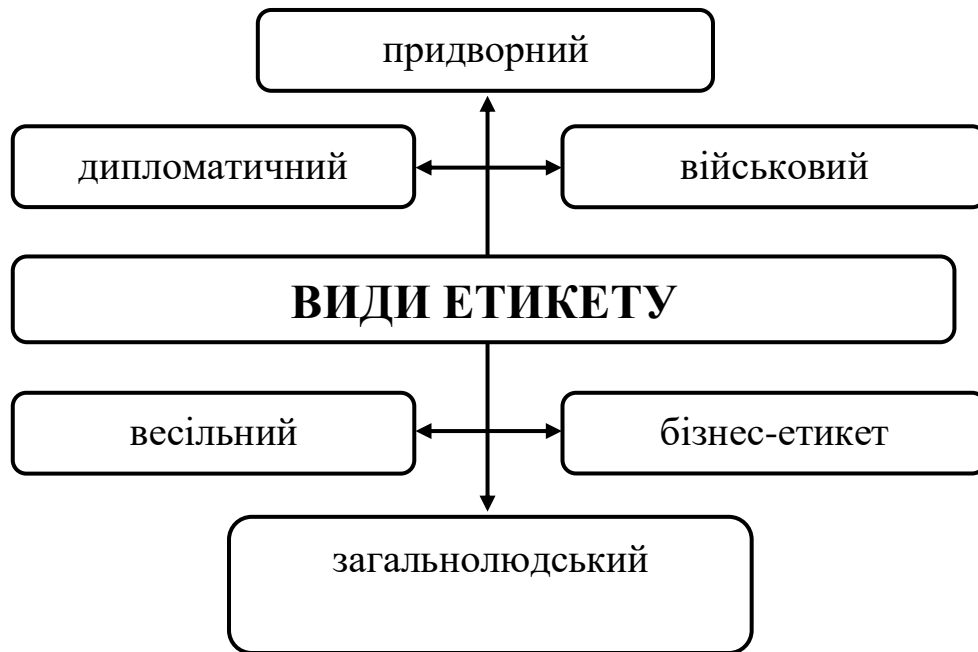 придворний
дипломатичний
військовий
ВИДИ ЕТИКЕТУ
весільний
бізнес-етикет
загальнолюдський